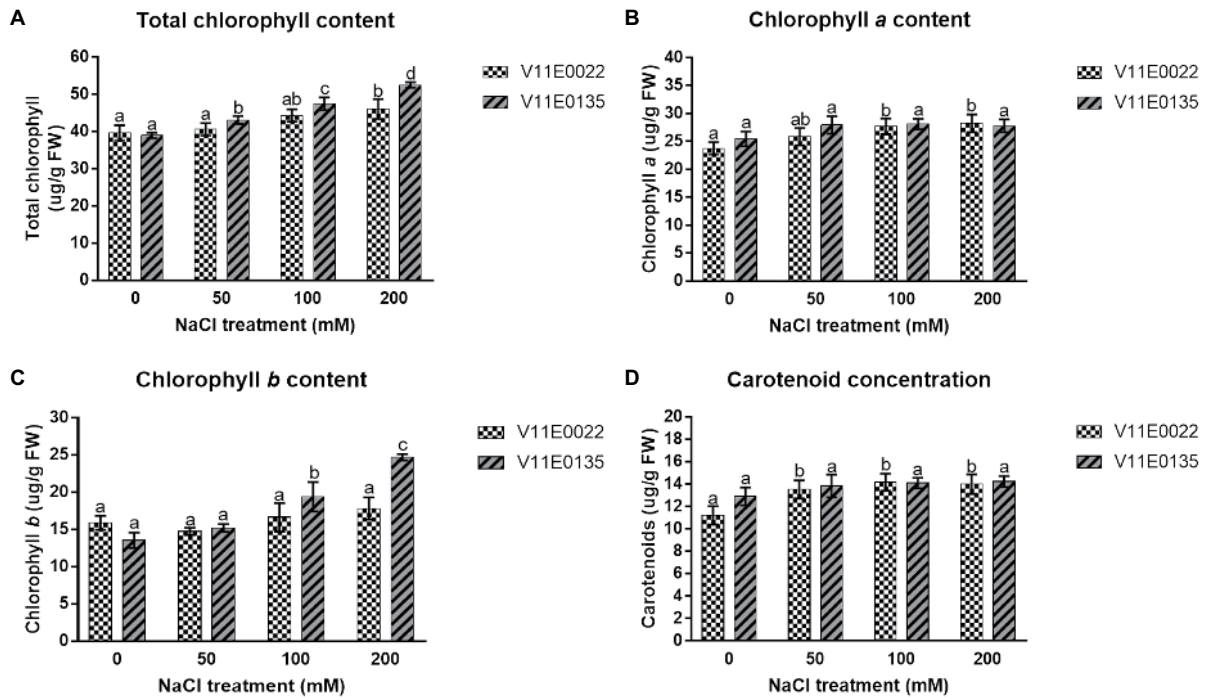 A
Total chlorophyll content
Total chlorophyll
(ug/g FW)
60
50
40
30
20
10
0
a
a
a
b
ab
c
b
d
0
50
100
200
NaCl treatment (mM)
V11E0022
V11E0135
B
Chlorophyll a content
Chlorophyll a (ug/g FW)
40
35
30
25
20
15
10
5
0
a
a
ab
a
b
a
b
a
0
50
100
200
NaCl treatment (mM)
V11E0022
V11E0135
C
Chlorophyll b content
Chlorophyll b (ug/g FW)
30
25
20
15
10
5
0
a
a
a
a
a
b
a
c
0
50
100
200
NaCl treatment (mM)
V11E0022
V11E0135
D
Carotenoid concentration
Carotenoids (ug/g FW)
20
18
16
14
12
10
8
6
4
2
0
a
a
b
a
b
a
b
a
0
50
100
200
NaCl treatment (mM)
V11E0022
V11E0135